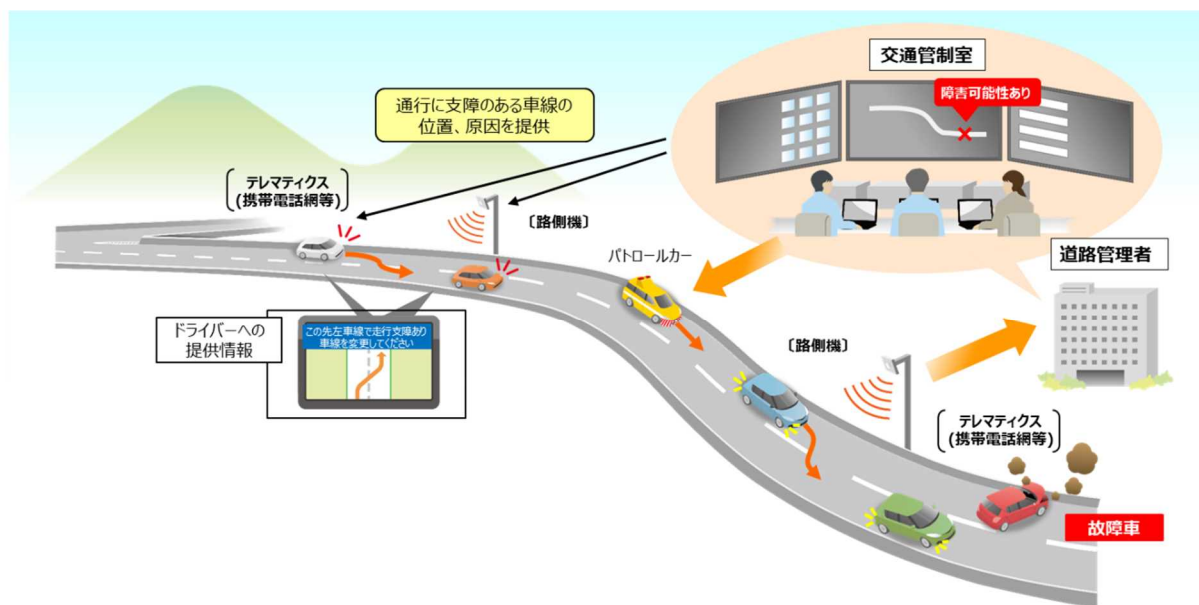 交通管制室
障害可能性あり
通行に支障のある車線の
位置、原因を提供
テレマティクス
(携帯電話網等)
〔路側機〕
パトロールカー
道路管理者
ドライバーへの
提供情報
この先左車線で走行支障あり
車線を変更してください
〔路側機〕
テレマティクス
(携帯電話網等)
故障車